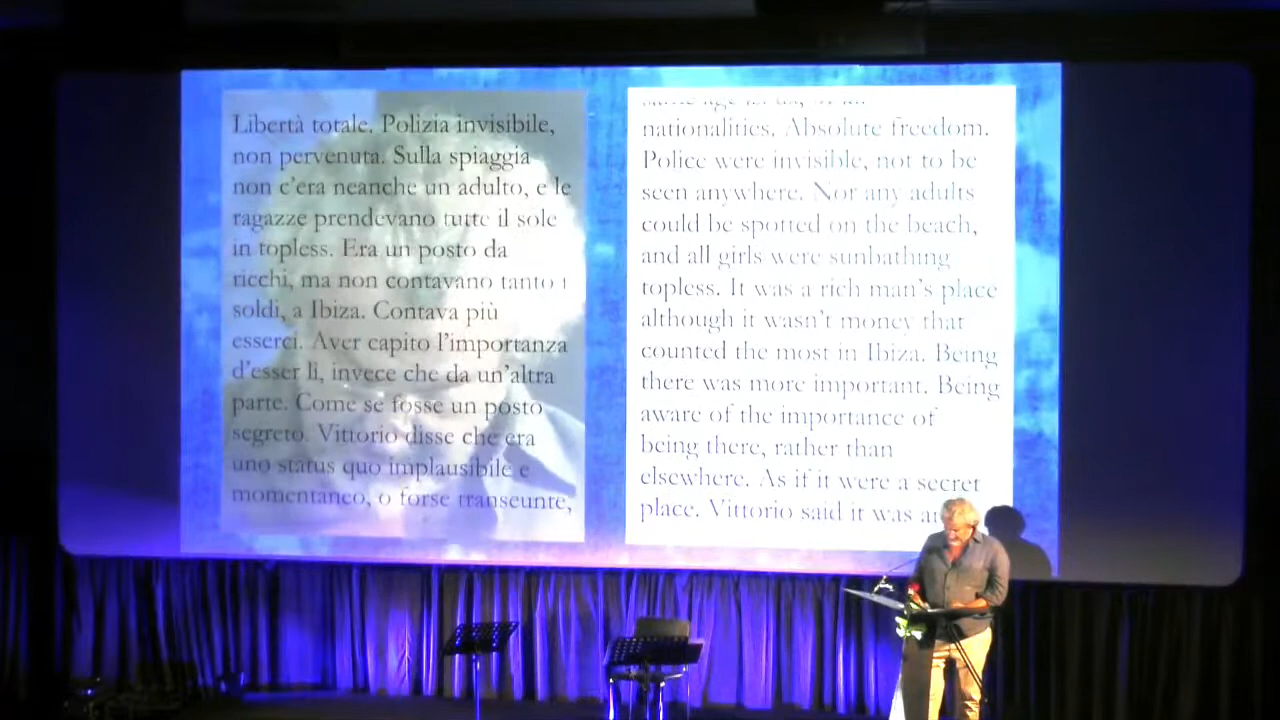 Libertà totale. Polizia invisibile,
non pervenuta. Sulla spiaggia
non c'era neanche un adulto, e le
ragazze prendevano tutte il sole
in topless. Era un posto da
ricchi, ma non contavano tanto i
soldi, a Ibiza. Contava più
esserci. Aver capito l'importanza
d'esser lì, invece che da un'altra
parte. Come se fosse un posto
segreto. Vittorio disse che era
uno status quo implausibile e
momentaneo, o forse transeunte,
nationalities. Absolute freedom.
Police were invisible, not to be
seen anywhere. Nor any adults
could be spotted on the beach,
and all girls were sunbathing
topless. It was a rich man's place
although it wasn't money that
counted the most in Ibiza. Being
there was more important. Being
aware of the importance of
being there, rather than
elsewhere. As if it were a secret
place. Vittorio said it was